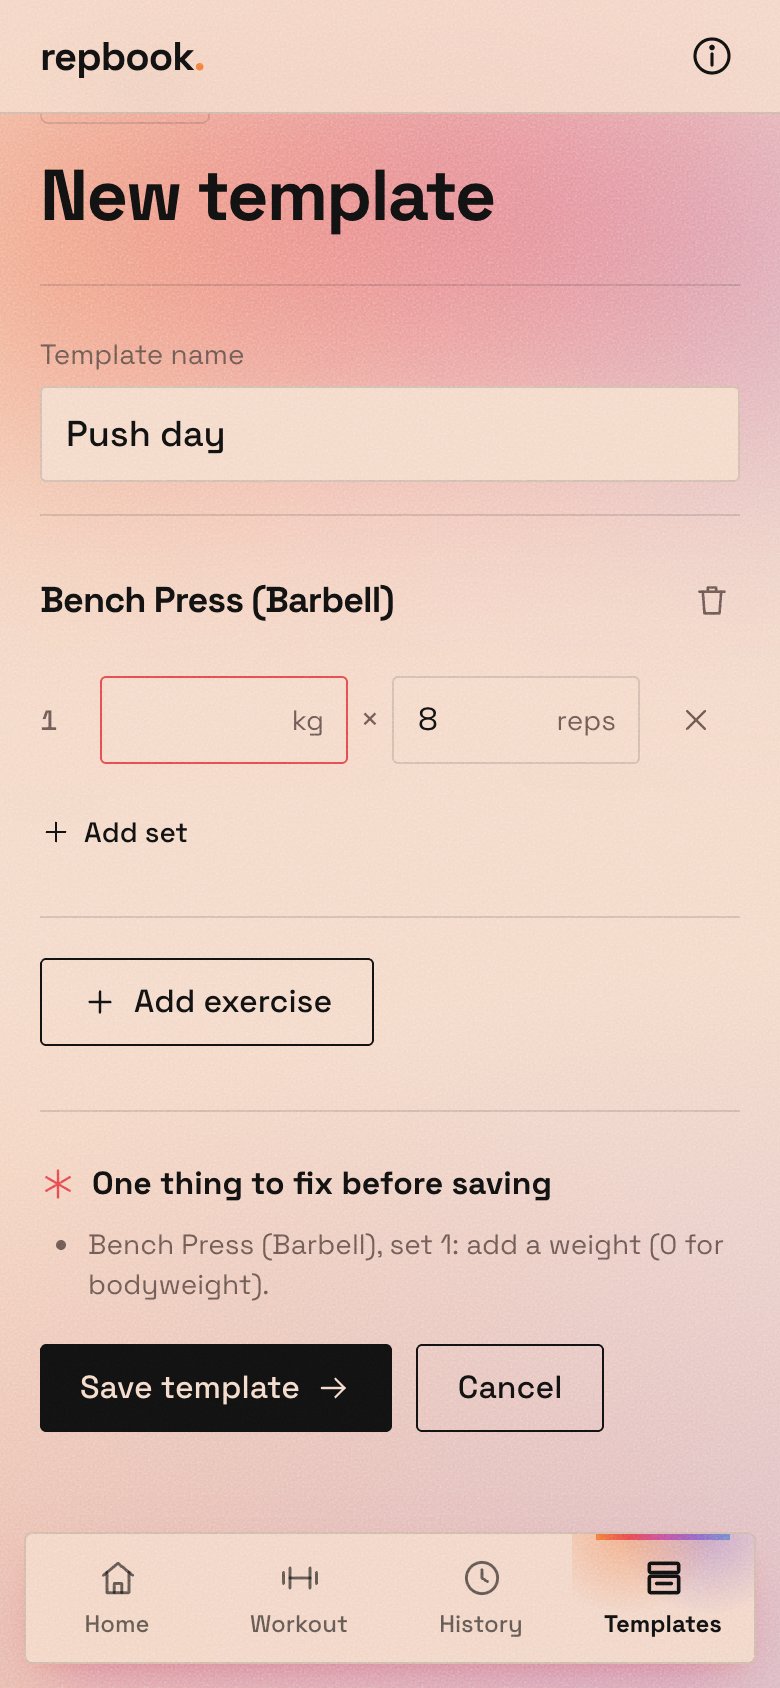 repbook.
New template
Template name
Push day
Bench Press (Barbell)
1 kg × 8 reps
+ Add set
+ Add exercise
One thing to fix before saving
• Bench Press (Barbell), set 1: add a weight (0 for
bodyweight).
Save template →
Cancel
Home
Workout
History
Templates